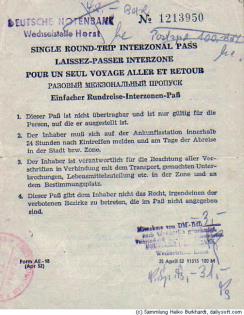 DEUTSCHE NOTENBANK
Wechselstelle Horst
№ 1213950
SINGLE ROUND-TRIP INTERZONAL PASS
LAISSEZ-PASSER INTERZONE
POUR UN SEUL VOYAGE ALLER ET RETOUR
РАЗОВЫЙ МЕЖЗОНАЛЬНЫЙ ПРОПУСК
Einfacher Rundreise-Interzonen-Paß
1. Dieser Paß ist nicht übertragbar und ist nur gültig für die
Person, auf die er ausgestellt ist.
2. Der Inhaber muß sich auf der Ankunftsstation innerhalb
24 Stunden nach Eintreffen melden und am Tage der Abreise
in der Stadt bzw. Zone.
3. Der Inhaber ist verantwortlich für die Beachtung aller Vor-
schriften in Verbindung mit dem Transport, gemachten Unter-
brechungen, Lebensmittelzuteilung etc. in der Zone und an
dem Bestimmungsplatz.
4. Dieser Paß gibt dem Inhaber nicht das Recht, irgendeinen der
verbotenen Bezirke zu betreten, die im Paß nicht angegeben
sind.
Form AE-18
(Apr 52)
(c) Sammlung Haiko Burkhardt, dailysoft.com